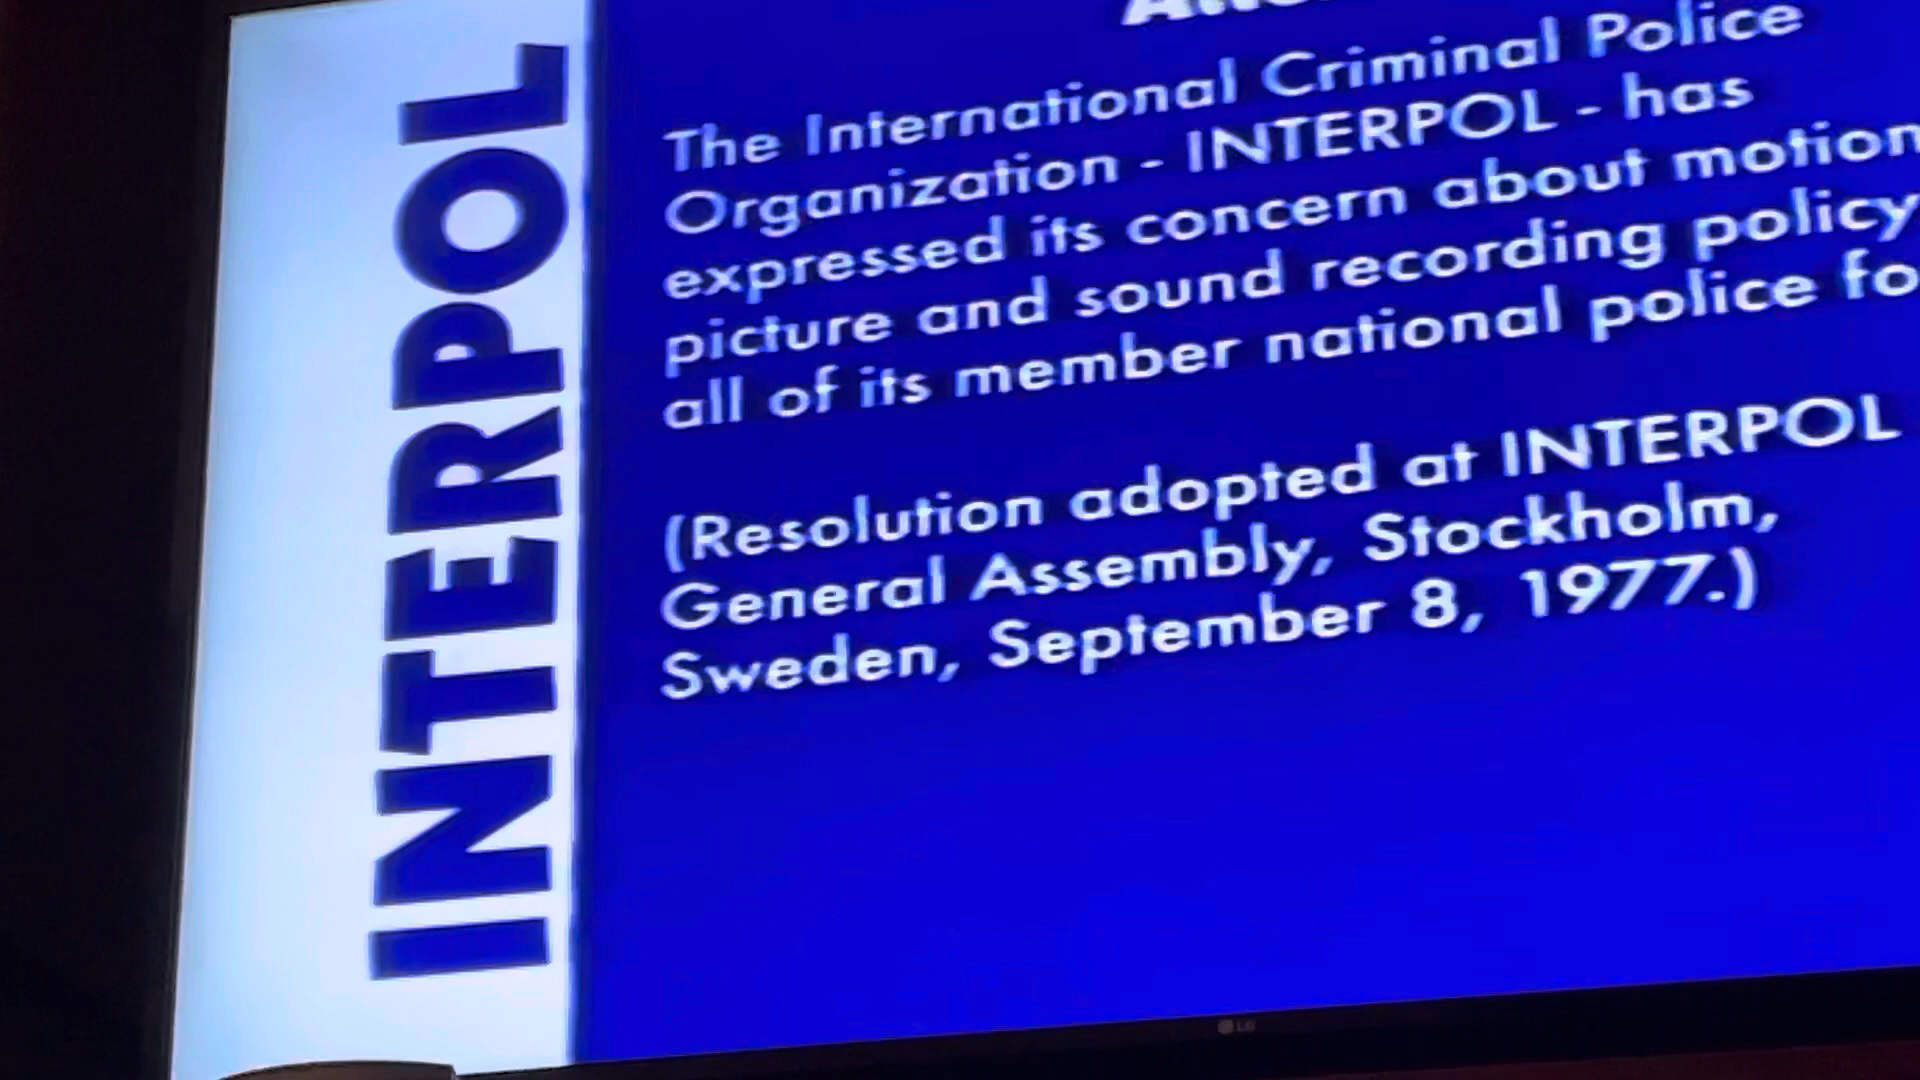 INTERPOL
The International Criminal Police
Organization - INTERPOL - has
expressed its concern about motion
picture and sound recording policy
all of its member national police
(Resolution adopted at INTERPOL
General Assembly, Stockholm,
Sweden, September 8, 1977.)
LG